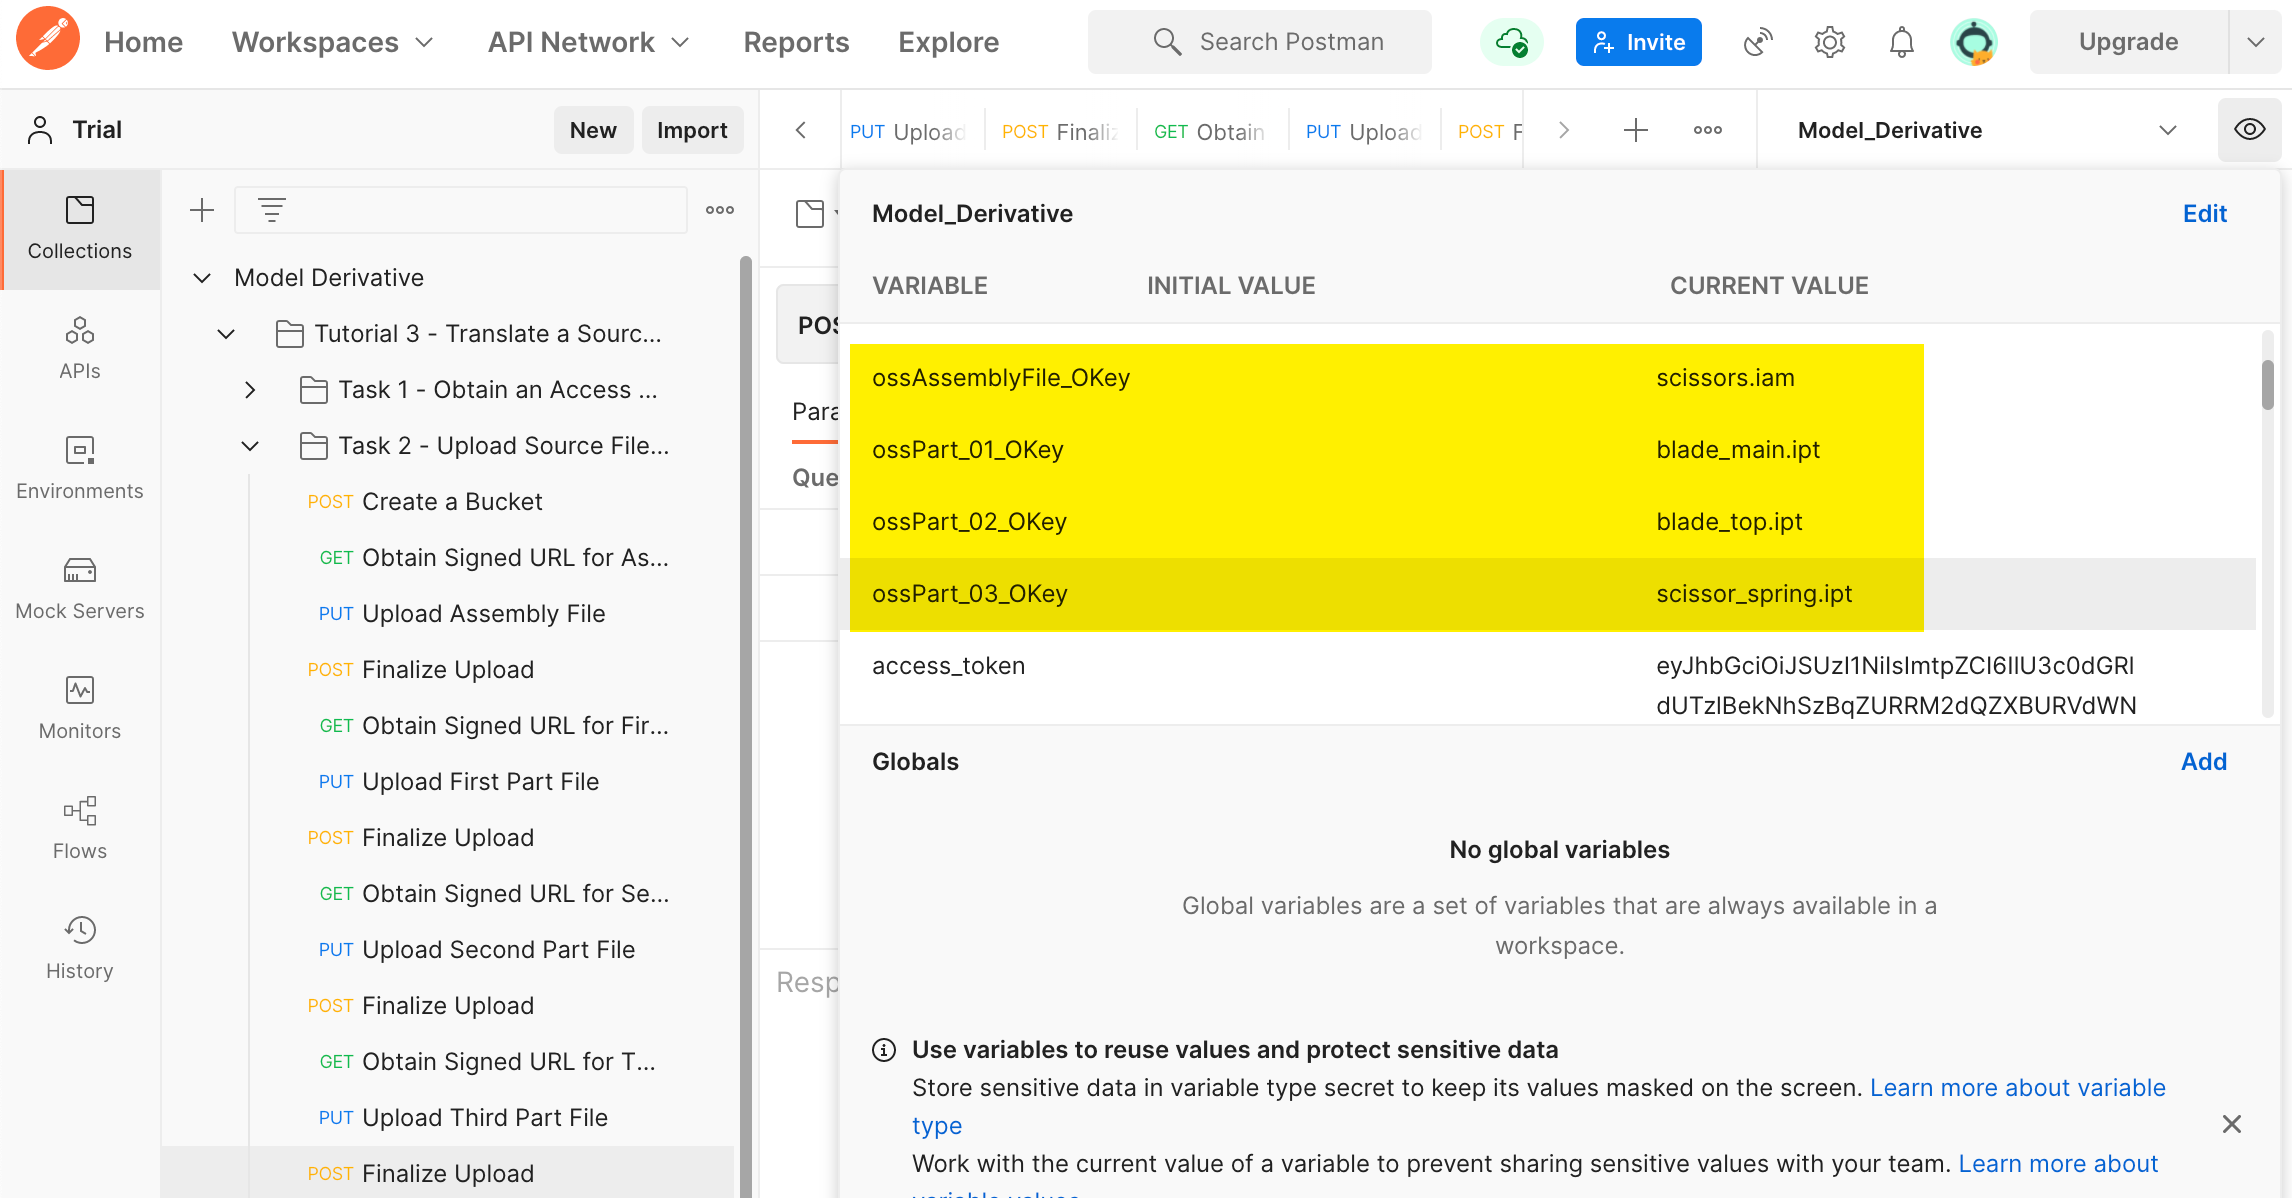 Home
Workspaces
API Network
Reports
Explore
Search Postman
Invite
Upgrade
Trial
New
Import
PUT Upload
POST Finaliz
GET Obtain
PUT Upload
POST F
Model_Derivative
Collections
APIs
Environments
Mock Servers
Monitors
Flows
History
Model Derivative
Tutorial 3 - Translate a Sourc...
Task 1 - Obtain an Access ...
Task 2 - Upload Source File...
POST Create a Bucket
GET Obtain Signed URL for As...
PUT Upload Assembly File
POST Finalize Upload
GET Obtain Signed URL for Fir...
PUT Upload First Part File
POST Finalize Upload
GET Obtain Signed URL for Se...
PUT Upload Second Part File
POST Finalize Upload
GET Obtain Signed URL for T...
PUT Upload Third Part File
POST Finalize Upload
POS
Para
Que
Resp
Model_Derivative
Edit
VARIABLE INITIAL VALUE CURRENT VALUE
ossAssemblyFile_OKey scissors.iam
ossPart_01_OKey blade_main.ipt
ossPart_02_OKey blade_top.ipt
ossPart_03_OKey scissor_spring.ipt
access_token eyJhbGciOiJSUzI1NiIsImtpZCI6IlU3c0dGRl
dUTzlBekNhSzBqZURRM2dQZXBURVdWN
Globals
Add
No global variables
Global variables are a set of variables that are always available in a
workspace.
Use variables to reuse values and protect sensitive data
Store sensitive data in variable type secret to keep its values masked on the screen. Learn more about variable
type
Work with the current value of a variable to prevent sharing sensitive values with your team. Learn more about
variable values